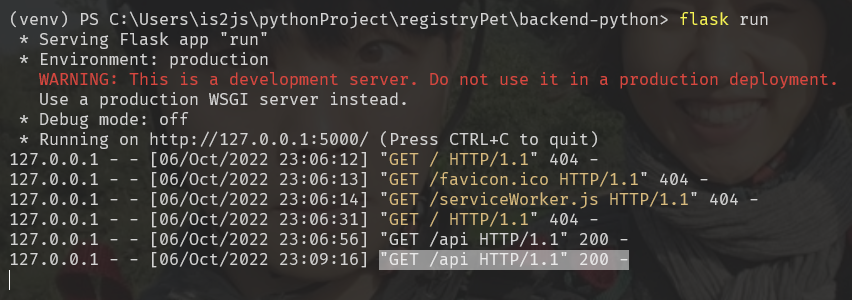 (venv) PS C:\Users\is2js\pythonProject\registryPet\backend-python> flask run
* Serving Flask app "run"
* Environment: production
WARNING: This is a development server. Do not use it in a production deployment.
Use a production WSGI server instead.
* Debug mode: off
* Running on http://127.0.0.1:5000/ (Press CTRL+C to quit)
127.0.0.1 - - [06/Oct/2022 23:06:12] "GET / HTTP/1.1" 404 -
127.0.0.1 - - [06/Oct/2022 23:06:13] "GET /favicon.ico HTTP/1.1" 404 -
127.0.0.1 - - [06/Oct/2022 23:06:14] "GET /serviceWorker.js HTTP/1.1" 404 -
127.0.0.1 - - [06/Oct/2022 23:06:31] "GET / HTTP/1.1" 404 -
127.0.0.1 - - [06/Oct/2022 23:06:56] "GET /api HTTP/1.1" 200 -
127.0.0.1 - - [06/Oct/2022 23:09:16] "GET /api HTTP/1.1" 200 -